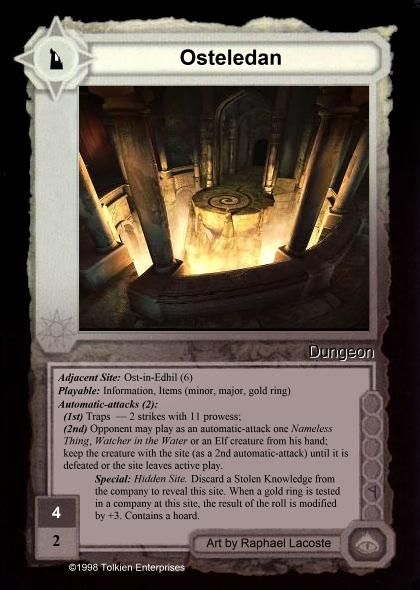 Osteledan
Dungeon
Adjacent Site: Ost-in-Edhil (6)
Playable: Information, Items (minor, major, gold ring)
Automatic-attacks (2):
(1st) Traps — 2 strikes with 11 prowess;
(2nd) Opponent may play as an automatic-attack one Nameless
Thing, Watcher in the Water or an Elf creature from his hand;
keep the creature with the site (as a 2nd automatic-attack) until it is
defeated or the site leaves active play.
Special: Hidden Site. Discard a Stolen Knowledge from
the company to reveal this site. When a gold ring is tested
in a company at this site, the result of the roll is modified
by +3. Contains a hoard.
4
2
Art by Raphael Lacoste
©1998 Tolkien Enterprises